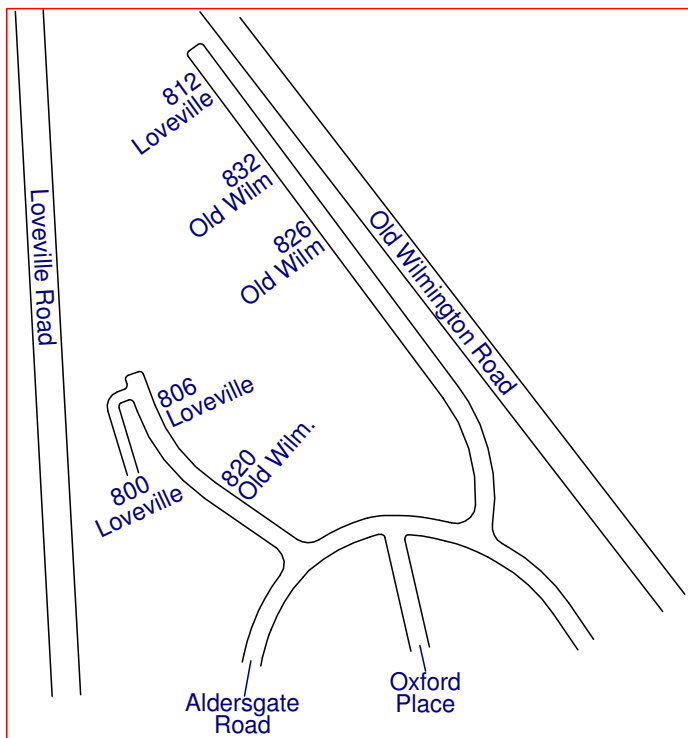 812
Loveville
832
Old Wilm
826
Old Wilm
Old Wilmington Road
Loveville Road
806
Loveville
820
Old Wilm.
800
Loveville
Aldersgate
Road
Oxford
Place